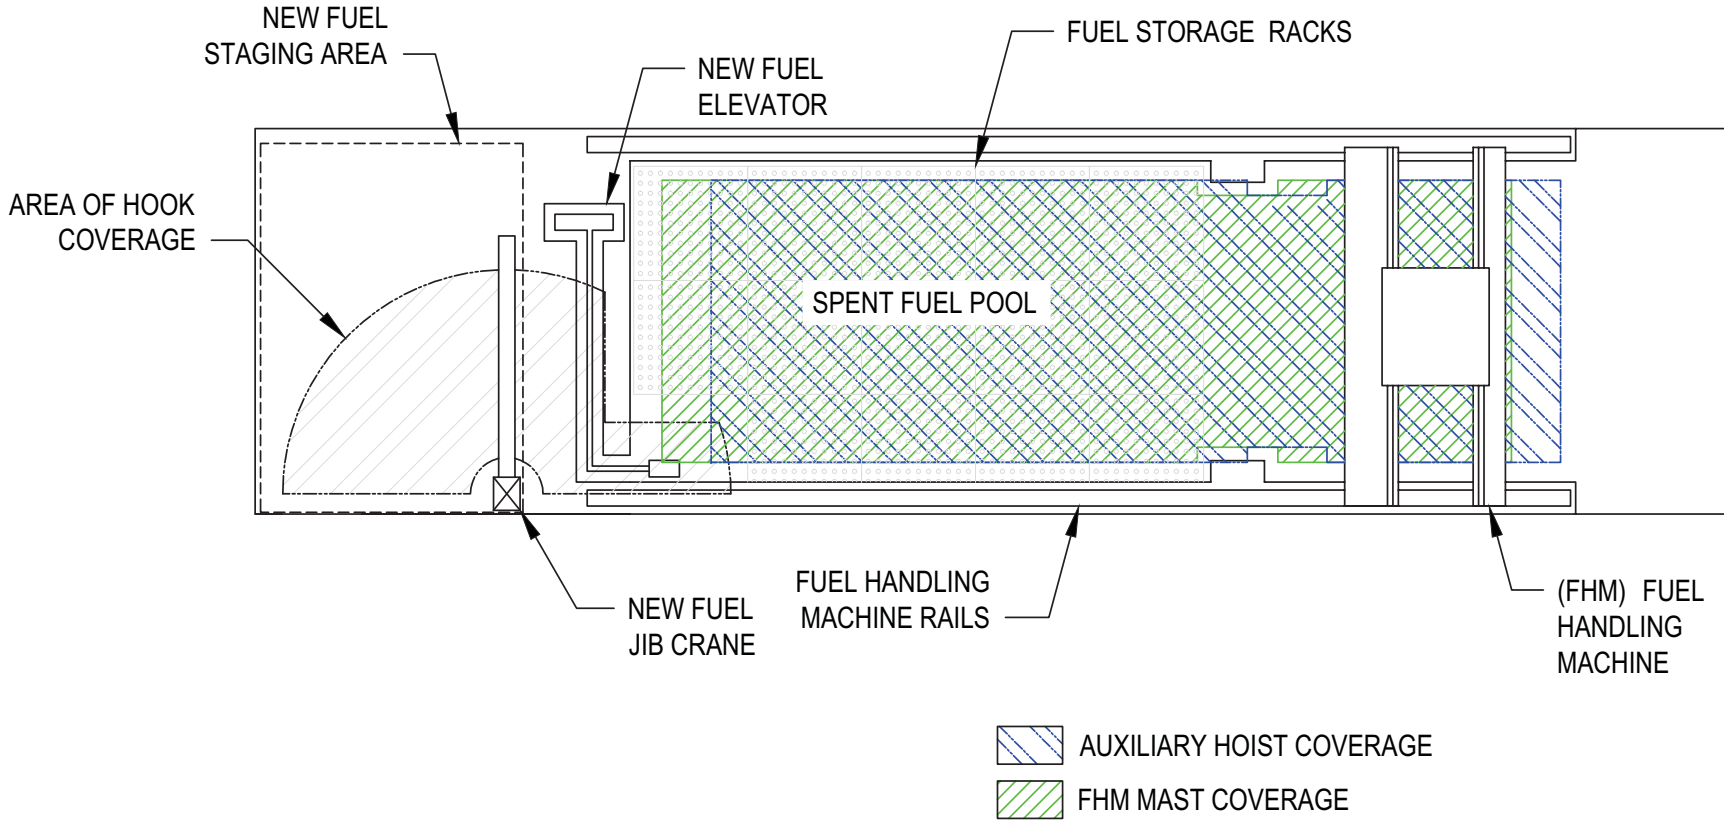 NEW FUEL
STAGING AREA
FUEL STORAGE RACKS
NEW FUEL
ELEVATOR
AREA OF HOOK
COVERAGE
SPENT FUEL POOL
FUEL HANDLING
MACHINE RAILS
(FHM) FUEL
HANDLING
MACHINE
NEW FUEL
JIB CRANE
AUXILIARY HOIST COVERAGE
FHM MAST COVERAGE